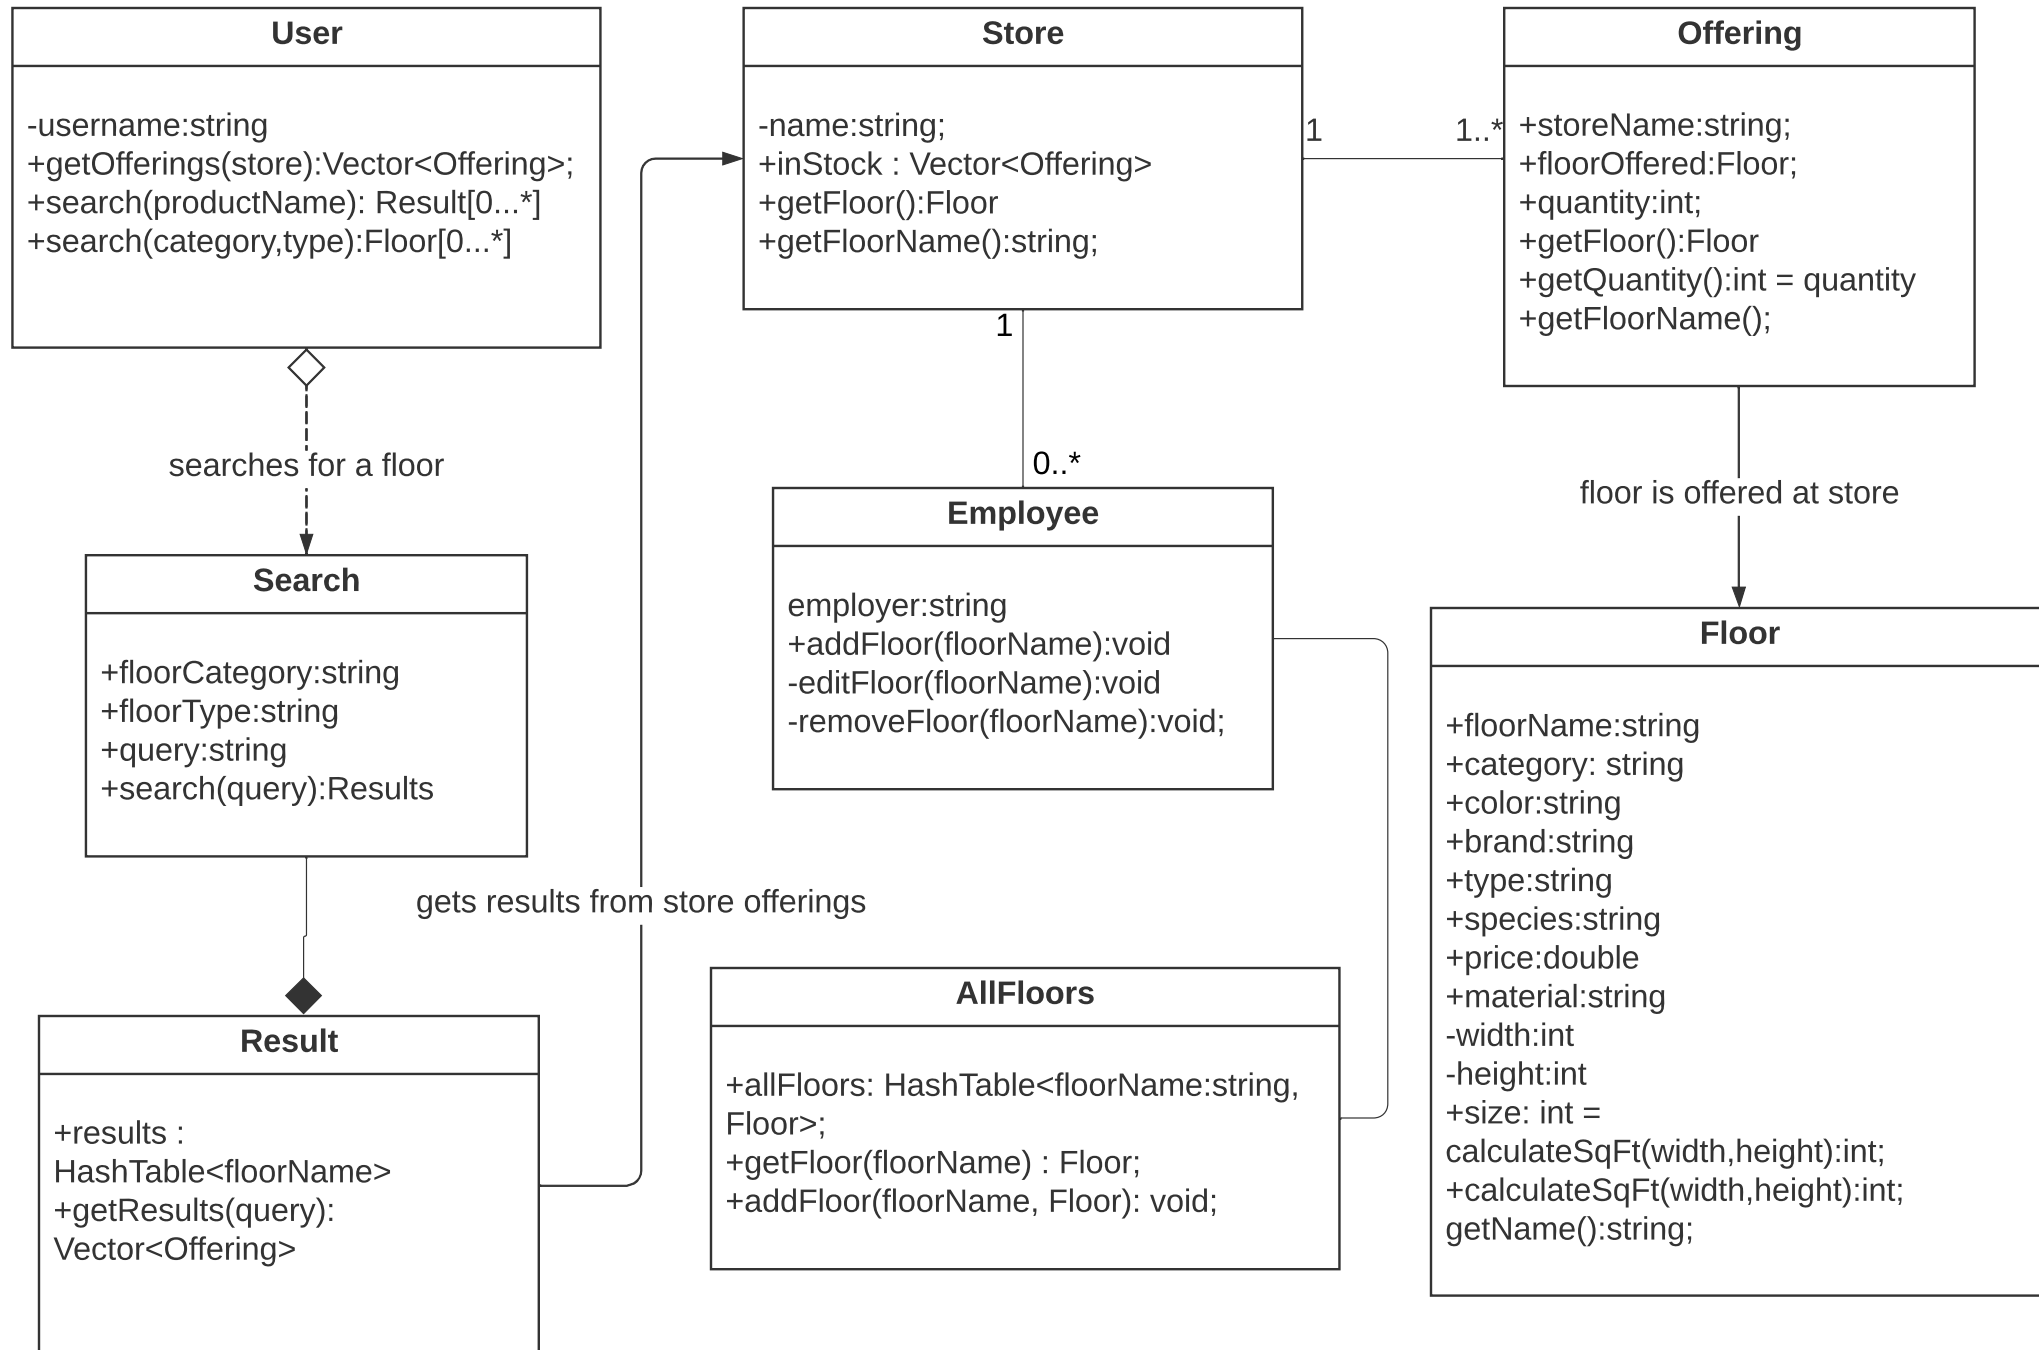 User
-username:string
+getOfferings(store):Vector<Offering>;
+search(productName): Result[0...*]
+search(category,type):Floor[0...*]
searches for a floor
Search
+floorCategory:string
+floorType:string
+query:string
+search(query):Results
Result
+results :
HashTable<floorName>
+getResults(query):
Vector<Offering>
gets results from store offerings
Store
-name:string;
+inStock : Vector<Offering>
+getFloor():Floor
+getFloorName():string;
1
1..*
1
0..*
Employee
employer:string
+addFloor(floorName):void
-editFloor(floorName):void
-removeFloor(floorName):void;
AllFloors
+allFloors: HashTable<floorName:string,
Floor>;
+getFloor(floorName) : Floor;
+addFloor(floorName, Floor): void;
Offering
+storeName:string;
+floorOffered:Floor;
+quantity:int;
+getFloor():Floor
+getQuantity():int = quantity
+getFloorName();
floor is offered at store
Floor
+floorName:string
+category: string
+color:string
+brand:string
+type:string
+species:string
+price:double
+material:string
-width:int
-height:int
+size: int =
calculateSqFt(width,height):int;
+calculateSqFt(width,height):int;
getName():string;